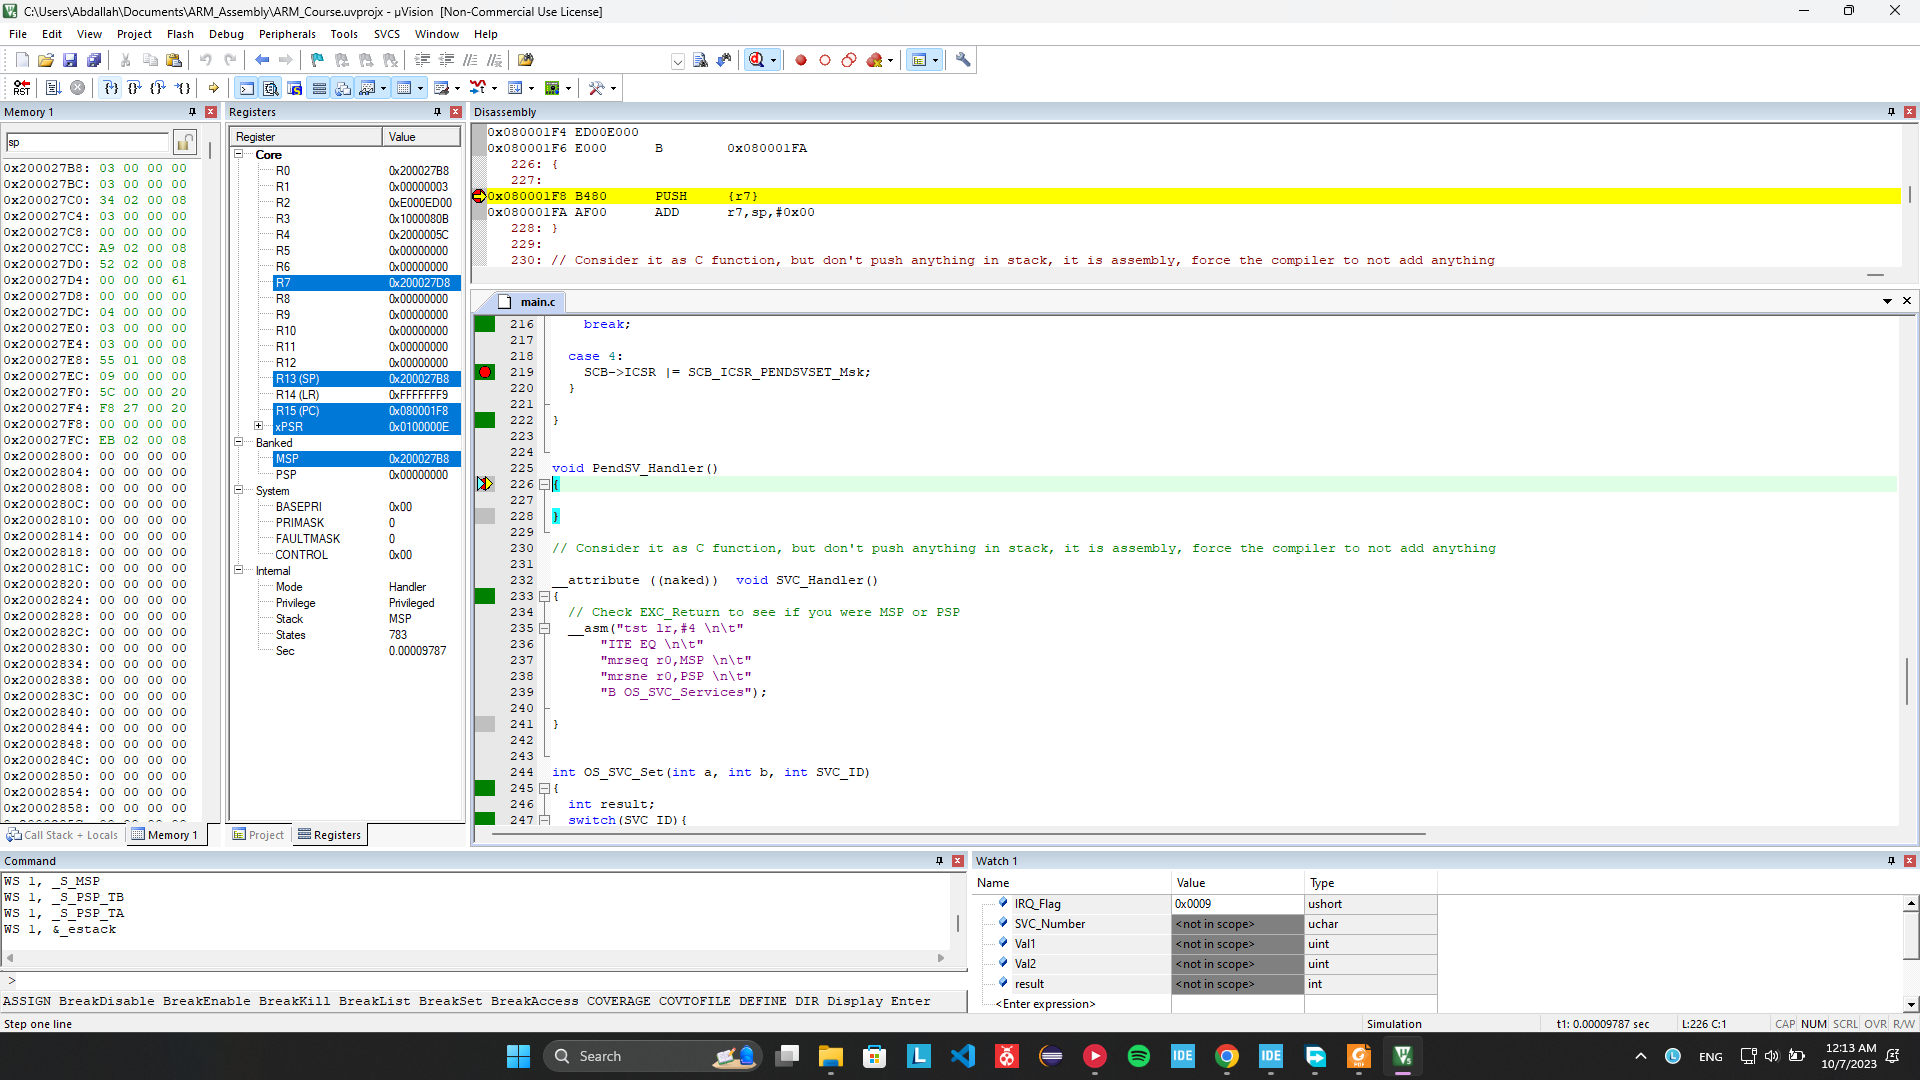 C:\Users\Abdallah\Documents\ARM_Assembly\ARM_Course.uvprojx - µVision  [Non-Commercial Use License]
File Edit View Project Flash Debug Peripherals Tools SVCS Window Help
Memory 1
sp
0x200027B8: 03 00 00 00
0x200027BC: 03 00 00 00
0x200027C0: 34 02 00 08
0x200027C4: 03 00 00 00
0x200027C8: 00 00 00 00
0x200027CC: A9 02 00 08
0x200027D0: 52 02 00 08
0x200027D4: 00 00 00 61
0x200027D8: 00 00 00 00
0x200027DC: 04 00 00 00
0x200027E0: 03 00 00 00
0x200027E4: 03 00 00 00
0x200027E8: 55 01 00 08
0x200027EC: 09 00 00 00
0x200027F0: 5C 00 00 20
0x200027F4: F8 27 00 20
0x200027F8: 00 00 00 00
0x200027FC: EB 02 00 08
0x20002800: 00 00 00 00
0x20002804: 00 00 00 00
0x20002808: 00 00 00 00
0x2000280C: 00 00 00 00
0x20002810: 00 00 00 00
0x20002814: 00 00 00 00
0x20002818: 00 00 00 00
0x2000281C: 00 00 00 00
0x20002820: 00 00 00 00
0x20002824: 00 00 00 00
0x20002828: 00 00 00 00
0x2000282C: 00 00 00 00
0x20002830: 00 00 00 00
0x20002834: 00 00 00 00
0x20002838: 00 00 00 00
0x2000283C: 00 00 00 00
0x20002840: 00 00 00 00
0x20002844: 00 00 00 00
0x20002848: 00 00 00 00
0x2000284C: 00 00 00 00
0x20002850: 00 00 00 00
0x20002854: 00 00 00 00
0x20002858: 00 00 00 00
Call Stack + Locals Memory 1
Registers
Register Value
Core
R0 0x200027B8
R1 0x00000003
R2 0xE000ED00
R3 0x1000080B
R4 0x2000005C
R5 0x00000000
R6 0x00000000
R7 0x200027D8
R8 0x00000000
R9 0x00000000
R10 0x00000000
R11 0x00000000
R12 0x00000000
R13 (SP) 0x200027B8
R14 (LR) 0xFFFFFFF9
R15 (PC) 0x080001F8
xPSR 0x0100000E
Banked
MSP 0x200027B8
PSP 0x00000000
System
BASEPRI 0x00
PRIMASK 0
FAULTMASK 0
CONTROL 0x00
Internal
Mode Handler
Privilege Privileged
Stack MSP
States 783
Sec 0.00009787
Project Registers
Disassembly
0x080001F4 ED00E000
0x080001F6 E000 B 0x080001FA
226: {
227:
0x080001F8 B480 PUSH {r7}
0x080001FA AF00 ADD r7,sp,#0x00
228: }
229:
230: // Consider it as C function, but don't push anything in stack, it is assembly, force the compiler to not add anything
main.c
216 break;
217
218 case 4:
219 SCB->ICSR |= SCB_ICSR_PENDSVSET_Msk;
220 }
221
222 }
223
224
225 void PendSV_Handler()
226 {
227
228 }
229
230 // Consider it as C function, but don't push anything in stack, it is assembly, force the compiler to not add anything
231
232 __attribute ((naked))  void SVC_Handler()
233 {
234 // Check EXC_Return to see if you were MSP or PSP
235 __asm("tst lr,#4 \n\t"
236 "ITE EQ \n\t"
237 "mrseq r0,MSP \n\t"
238 "mrsne r0,PSP \n\t"
239 "B OS_SVC_Services");
240
241 }
242
243
244 int OS_SVC_Set(int a, int b, int SVC_ID)
245 {
246 int result;
247 switch(SVC_ID){
Command
WS 1, _S_MSP
WS 1, _S_PSP_TB
WS 1, _S_PSP_TA
WS 1, &_estack
>
ASSIGN BreakDisable BreakEnable BreakKill BreakList BreakSet BreakAccess COVERAGE COVTOFILE DEFINE DIR Display Enter
Watch 1
Name Value Type
IRQ_Flag 0x0009 ushort
SVC_Number <not in scope> uchar
Val1 <not in scope> uint
Val2 <not in scope> uint
result <not in scope> int
<Enter expression>
Step one line Simulation t1: 0.00009787 sec L:226 C:1 CAP NUM SCRL OVR R/W
Search L IDE IDE ENG 12:13 AM
10/7/2023